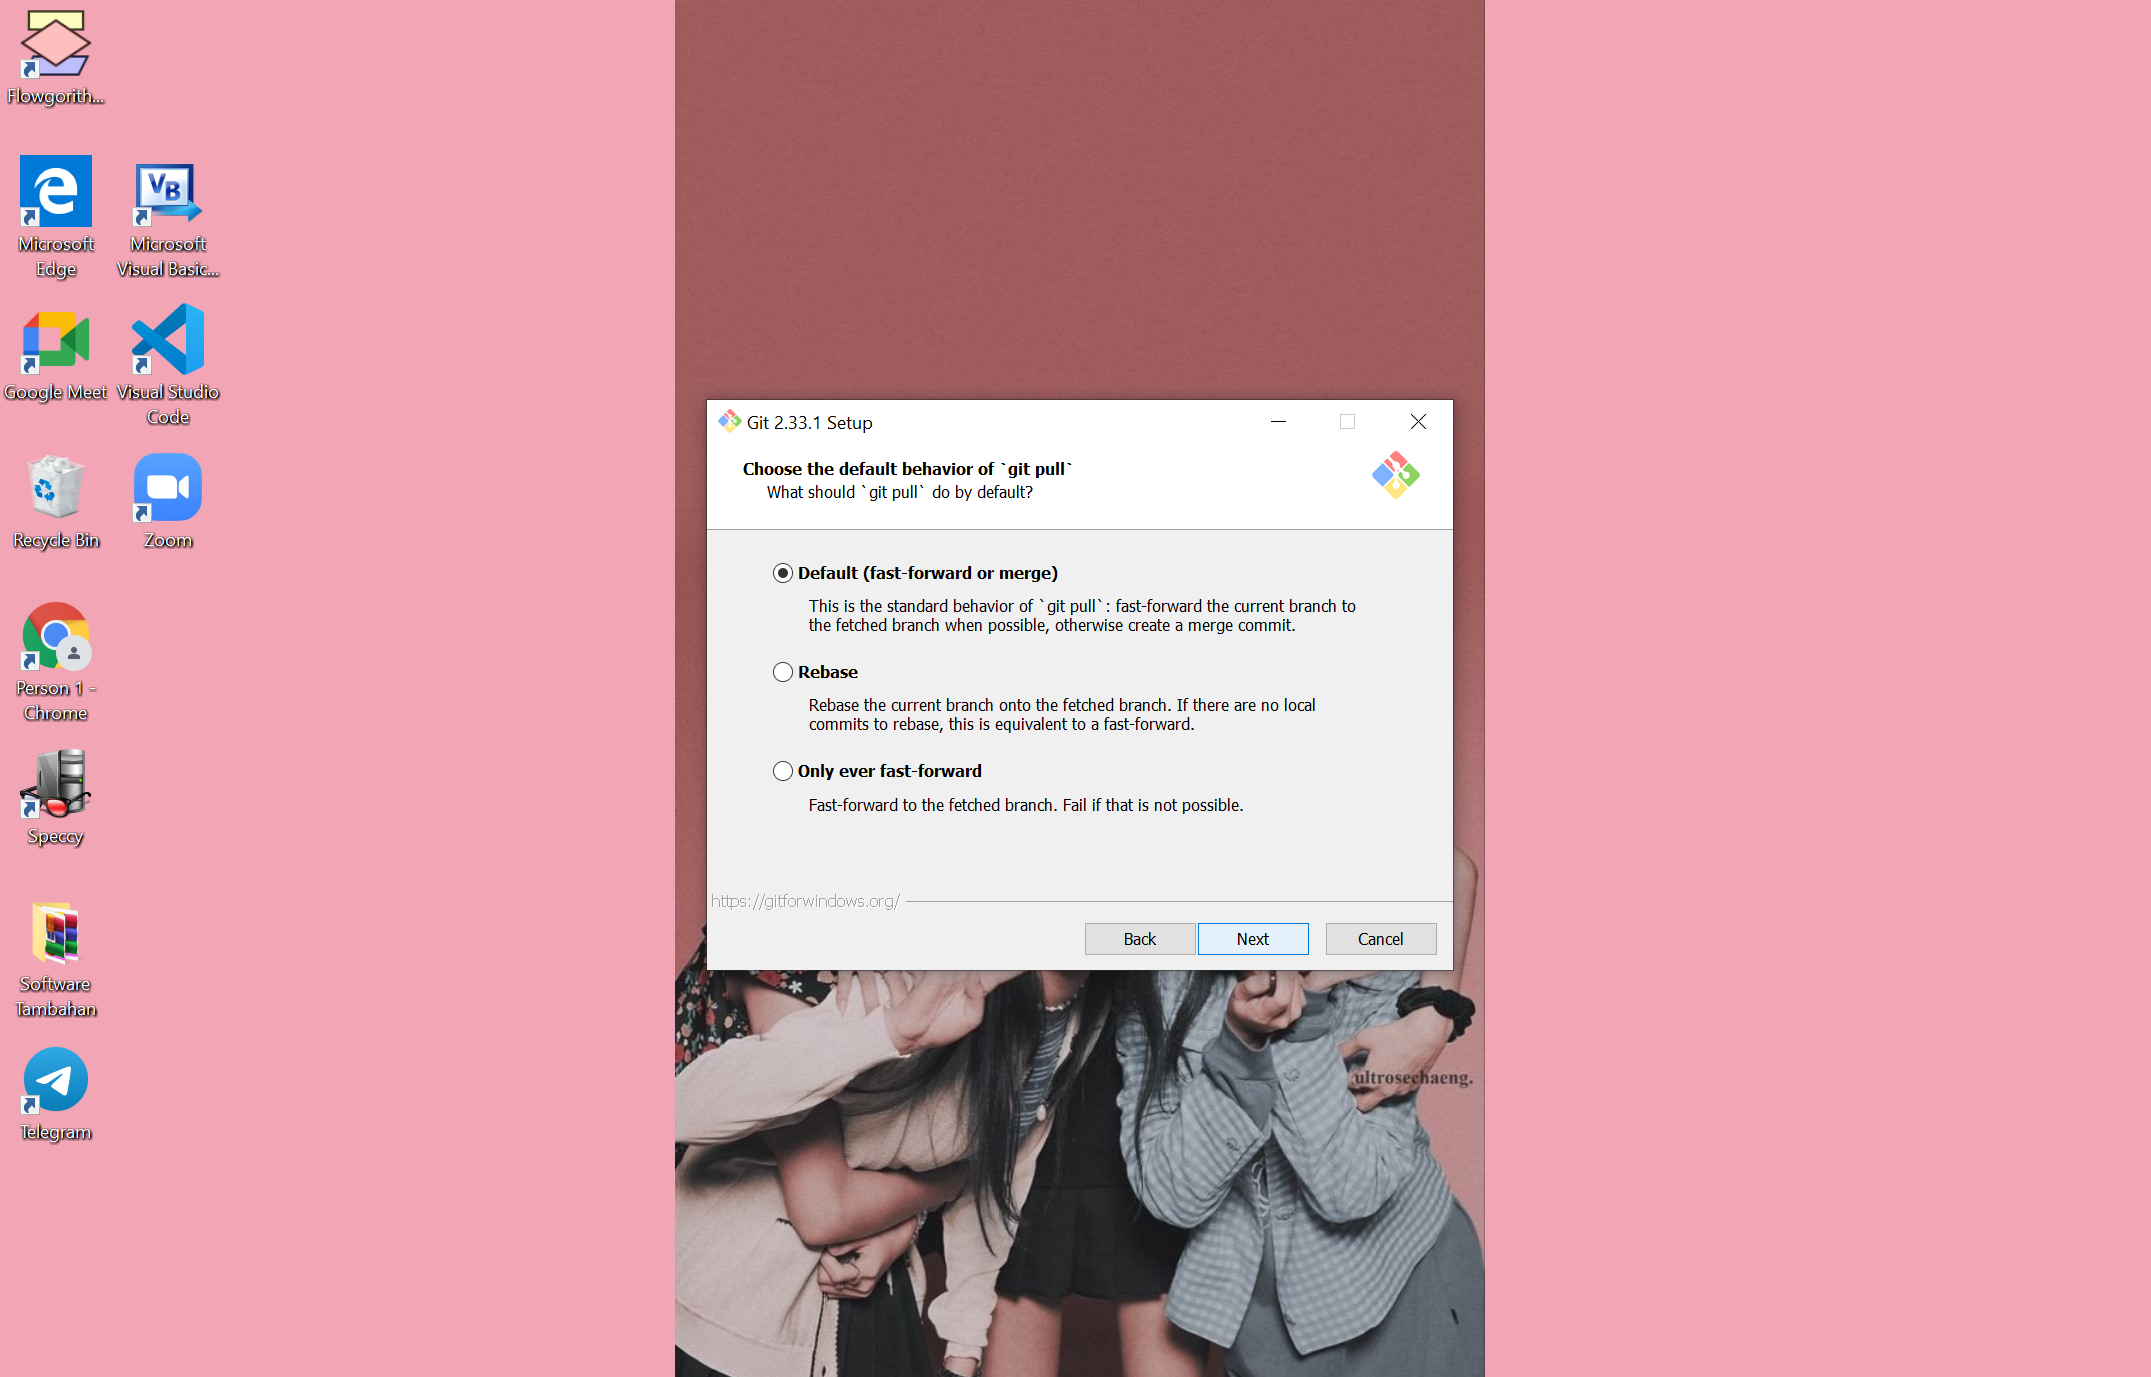 Flowgorith...
Microsoft
Edge
Microsoft
Visual Basic...
Google Meet
Visual Studio
Code
Recycle Bin
Zoom
Person 1 -
Chrome
Speccy
Software
Tambahan
Telegram
Git 2.33.1 Setup
Choose the default behavior of `git pull`
What should `git pull` do by default?
Default (fast-forward or merge)
This is the standard behavior of `git pull`: fast-forward the current branch to
the fetched branch when possible, otherwise create a merge commit.
Rebase
Rebase the current branch onto the fetched branch. If there are no local
commits to rebase, this is equivalent to a fast-forward.
Only ever fast-forward
Fast-forward to the fetched branch. Fail if that is not possible.
https://gitforwindows.org/
Back
Next
Cancel
ultrosechaeng.